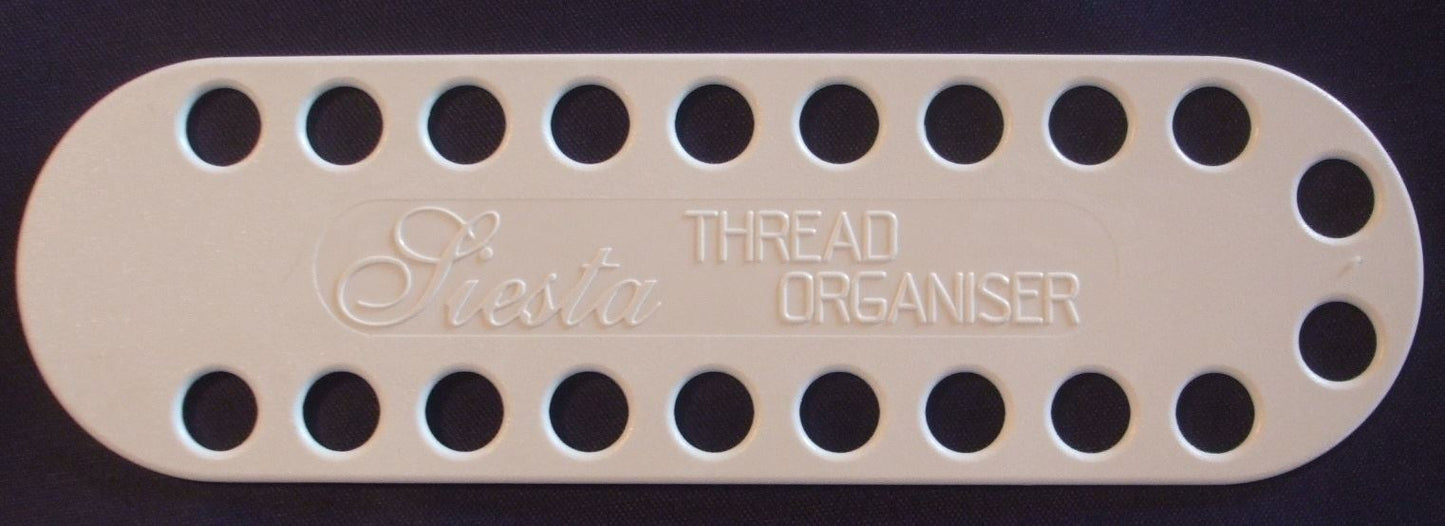 Siesta THREAD
ORGANISER